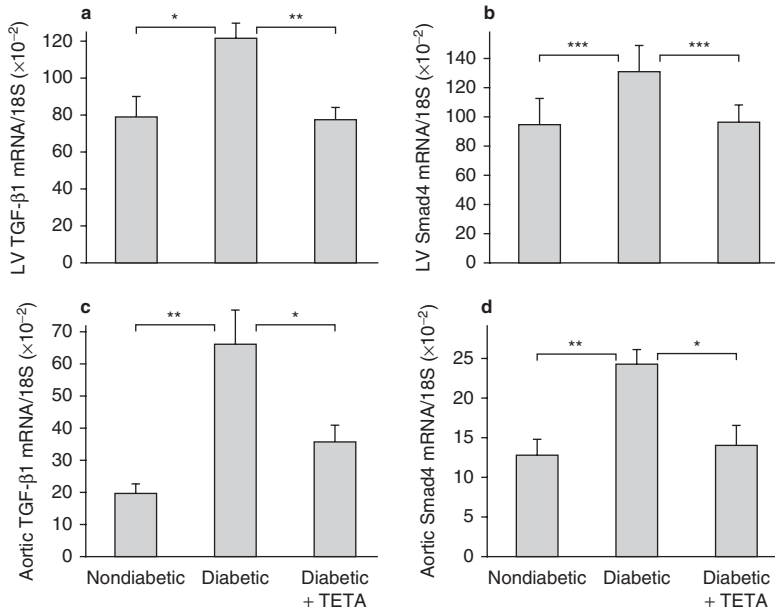 a
LV TGF-β1 mRNA/18S (×10⁻²)
120
100
80
60
40
20
0
*
**
b
LV Smad4 mRNA/18S (×10⁻²)
140
120
100
80
60
40
20
0
***
***
c
Aortic TGF-β1 mRNA/18S (×10⁻²)
70
60
50
40
30
20
10
0
**
*
Nondiabetic
Diabetic
Diabetic
+ TETA
d
Aortic Smad4 mRNA/18S (×10⁻²)
25
20
15
10
5
0
**
*
Nondiabetic
Diabetic
Diabetic
+ TETA